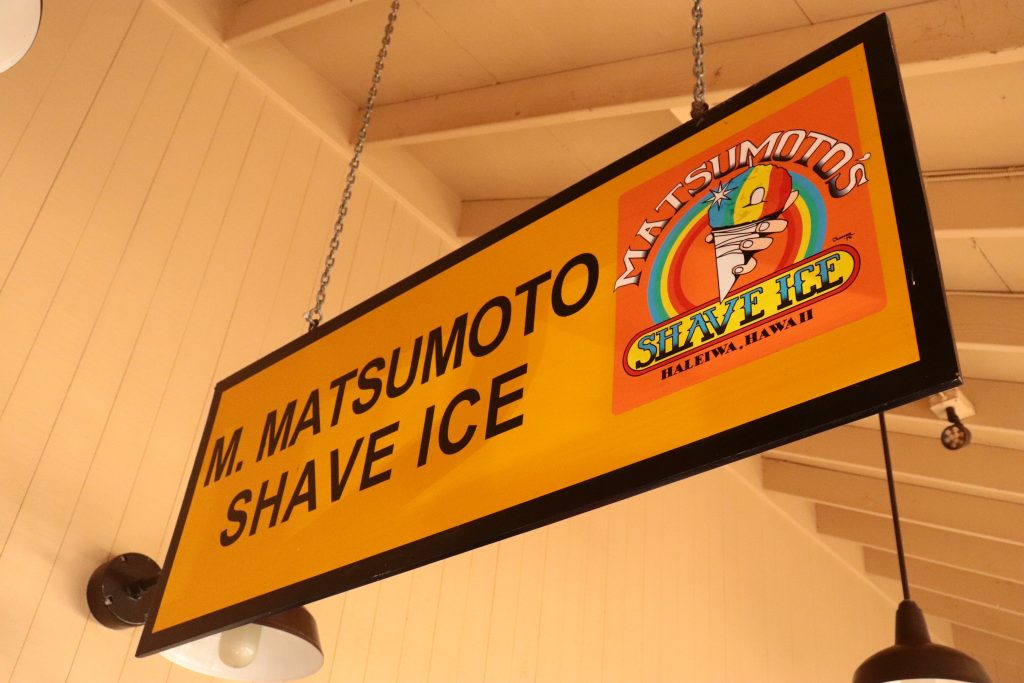 M. MATSUMOTO
SHAVE ICE
MATSUMOTO'S
SHAVE ICE
HALEIWA, HAWAII